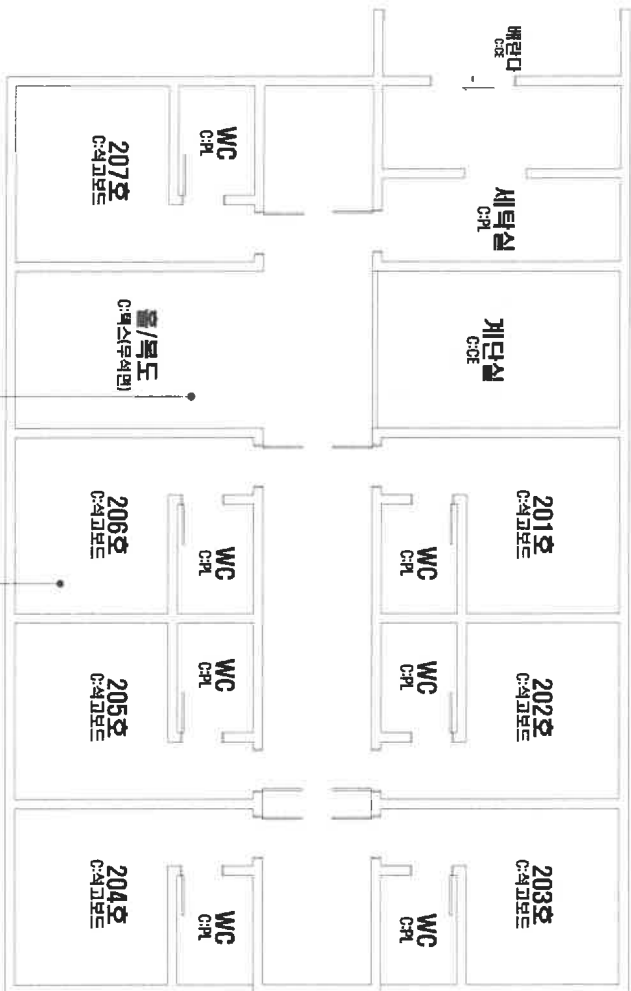 배란다
C:CE
세탁실
C:PL
계단실
C:CE
201호
C:석고보드
202호
C:석고보드
203호
C:석고보드
WC
C:PL
WC
C:PL
WC
C:PL
WC
C:PL
207호
C:석고보드
홀/복도
C:텍스(무석면)
WC
C:PL
206호
C:석고보드
WC
C:PL
205호
C:석고보드
WC
C:PL
204호
C:석고보드